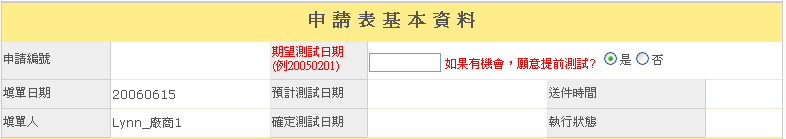 申請表基本資料
申請編號
期望測試日期
(例20050201)
如果有機會，願意提前測試? 是 否
填單日期 20060615 預計測試日期 送件時間
填單人 Lynn_廠商1 確定測試日期 執行狀態